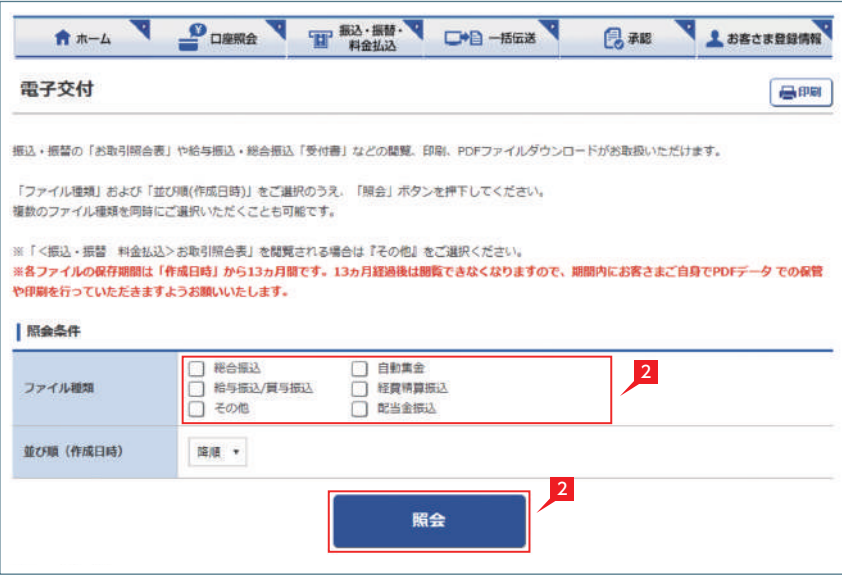 ホーム
口座照会
振込・振替・
料金払込
一括伝送
承認
お客さま登録情報
電子交付
印刷
振込・振替の「お取引照合表」や給与振込・総合振込「受付書」などの閲覧、印刷、PDFファイルダウンロードがお取扱いただけます。
「ファイル種類」および「並び順(作成日時)」をご選択のうえ、「照会」ボタンを押下してください。
複数のファイル種類を同時にご選択いただくことも可能です。
※「<振込・振替　料金払込>お取引照合表」を閲覧される場合は『その他』をご選択ください。
※各ファイルの保存期間は「作成日時」から13ヵ月間です。13ヵ月経過後は閲覧できなくなりますので、期間内にお客さまご自身でPDFデータ での保管
や印刷を行っていただきますようお願いいたします。
照会条件
ファイル種類
総合振込 自動集金
給与振込/賞与振込 経費精算振込
その他 配当金振込
2
並び順（作成日時）
降順 ▼
2
照会